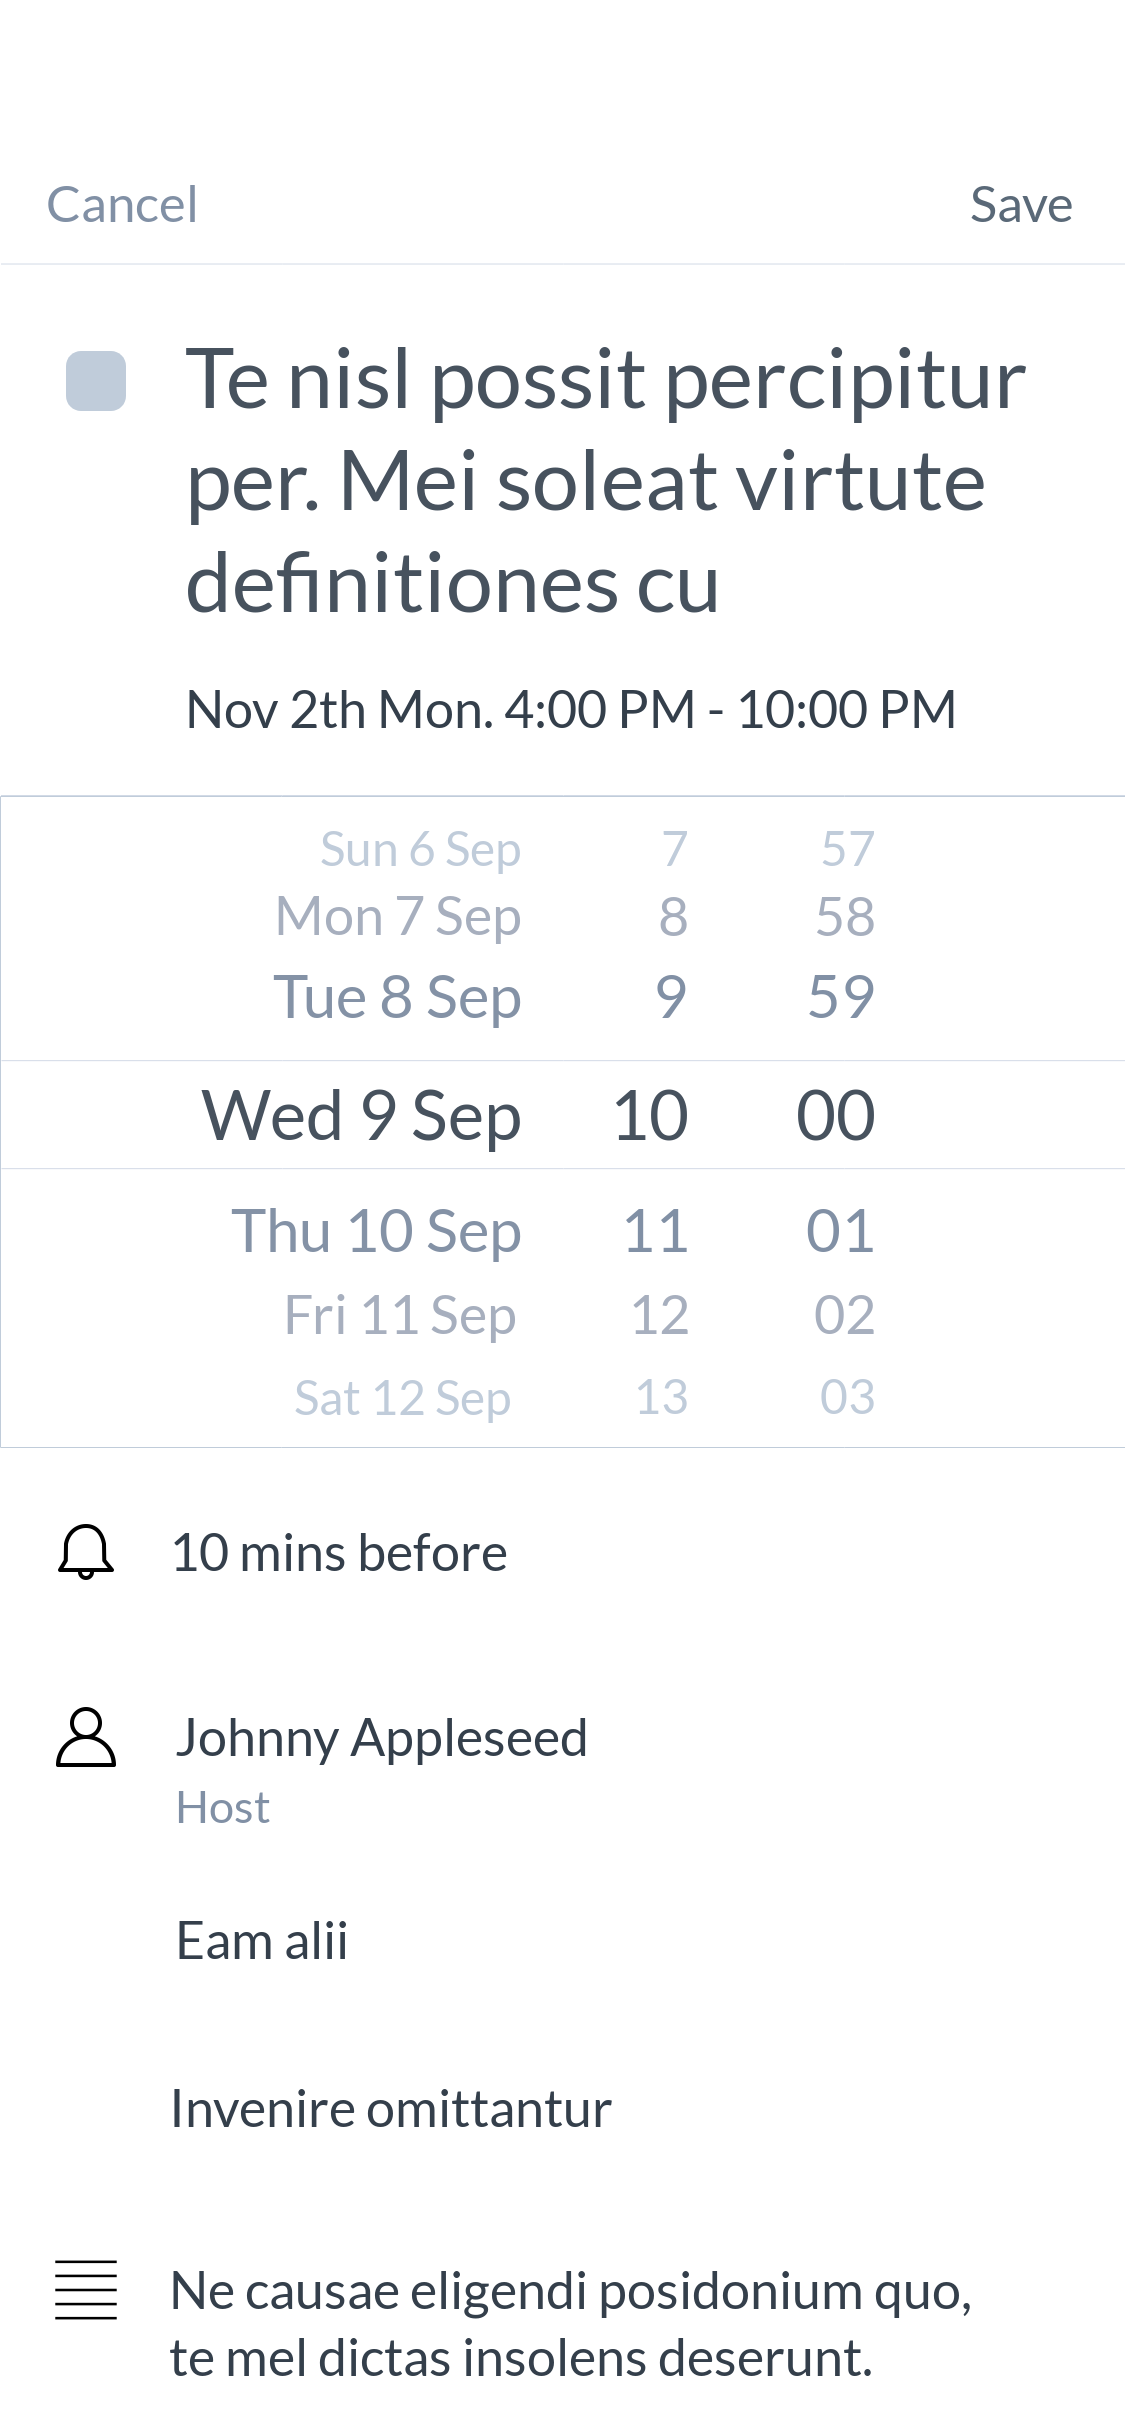 Cancel Save
Te nisl possit percipitur
per. Mei soleat virtute
definitiones cu
Nov 2th Mon. 4:00 PM - 10:00 PM
Sun 6 Sep 7 57
Mon 7 Sep 8 58
Tue 8 Sep 9 59
Wed 9 Sep 10 00
Thu 10 Sep 11 01
Fri 11 Sep 12 02
Sat 12 Sep 13 03
10 mins before
Johnny Appleseed
Host
Eam alii
Invenire omittantur
Ne causae eligendi posidonium quo,
te mel dictas insolens deserunt.